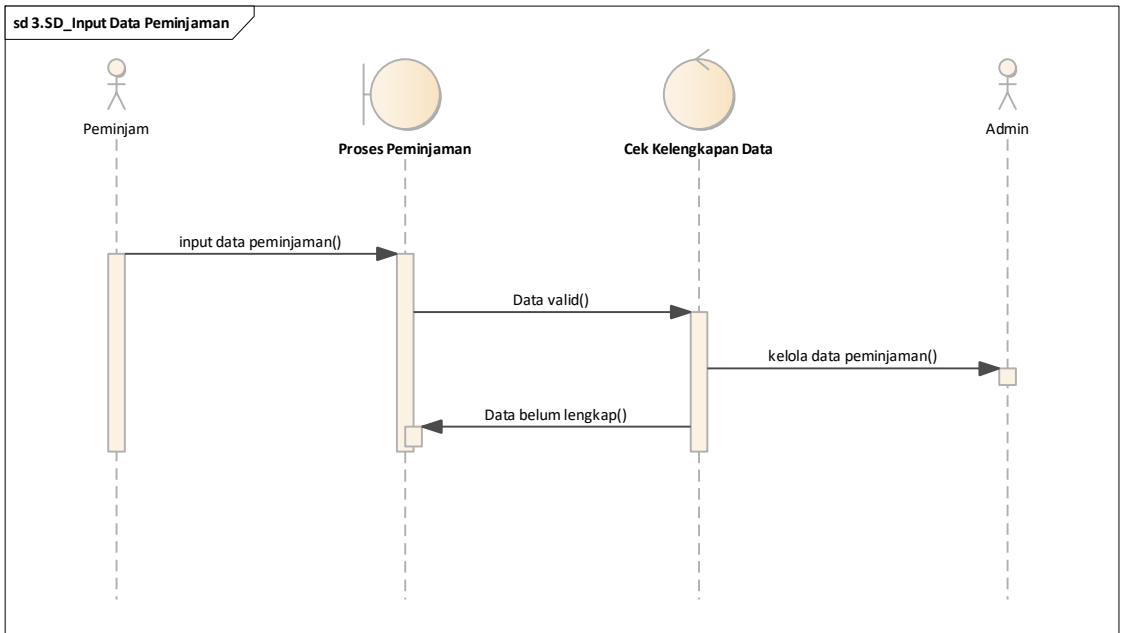 sd 3.SD_Input Data Peminjaman
Peminjam
Proses Peminjaman
Cek Kelengkapan Data
Admin
input data peminjaman()
Data valid()
kelola data peminjaman()
Data belum lengkap()